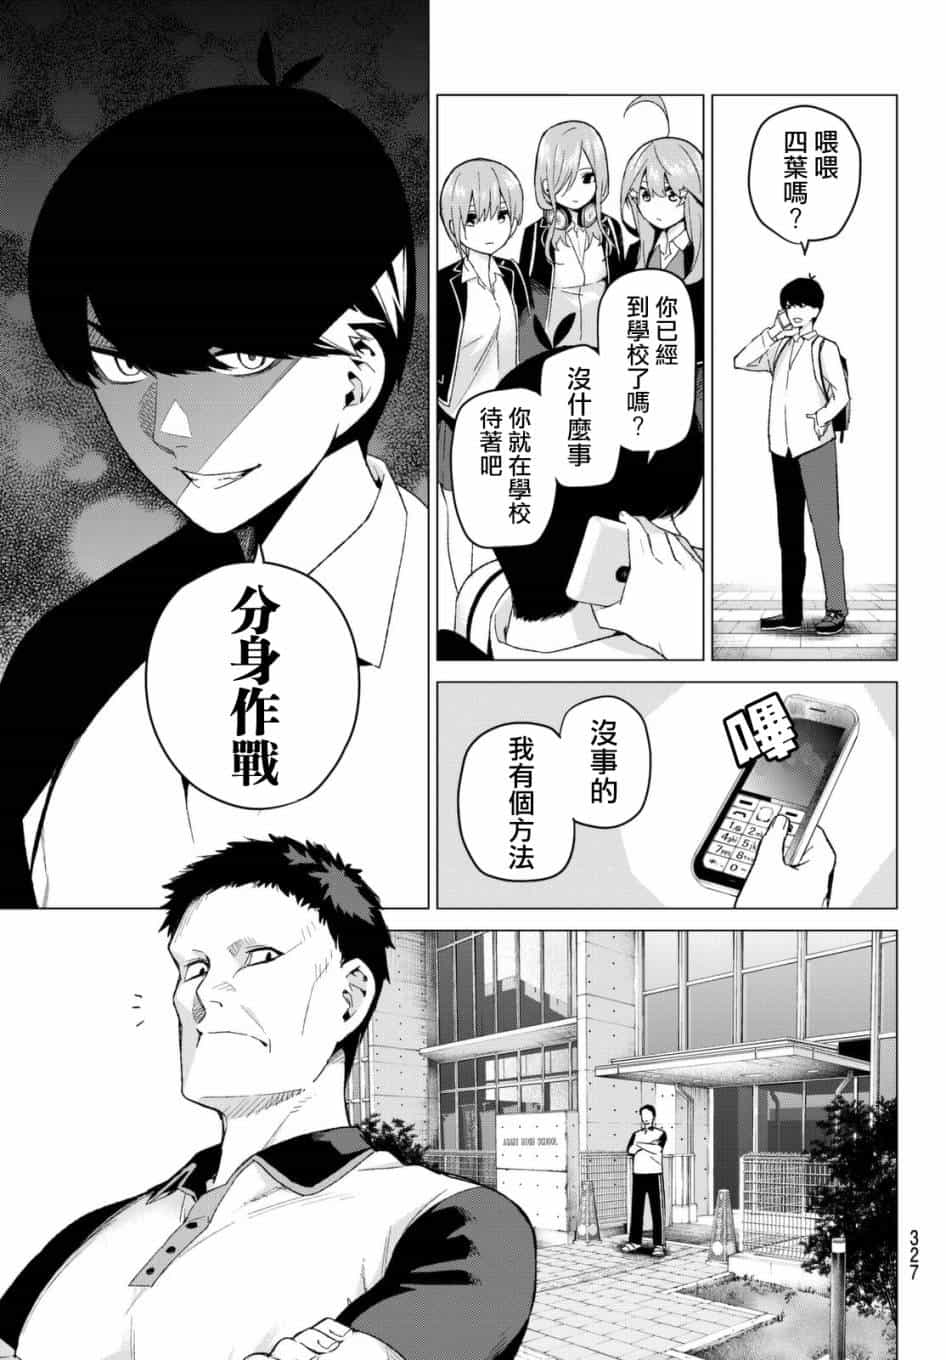 喂喂
四葉嗎？
你已經
到學校了嗎？
沒什麼事
你就在學校
待著吧
嗶
沒事的
我有個方法
分身作戰
ASAHI HIGH SCHOOL
327